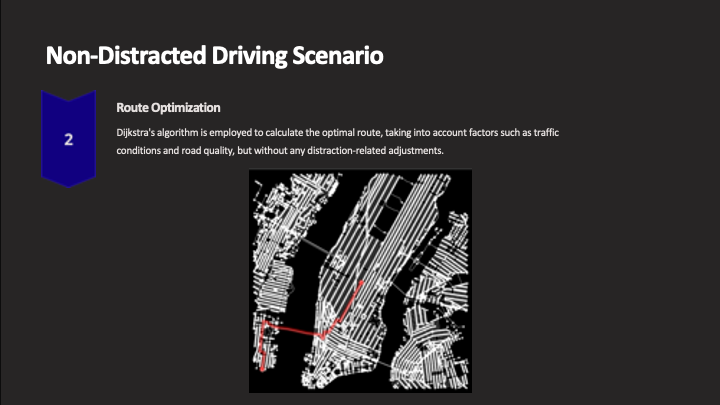 Non-Distracted Driving Scenario
2
Route Optimization
Dijkstra's algorithm is employed to calculate the optimal route, taking into account factors such as traffic
conditions and road quality, but without any distraction-related adjustments.